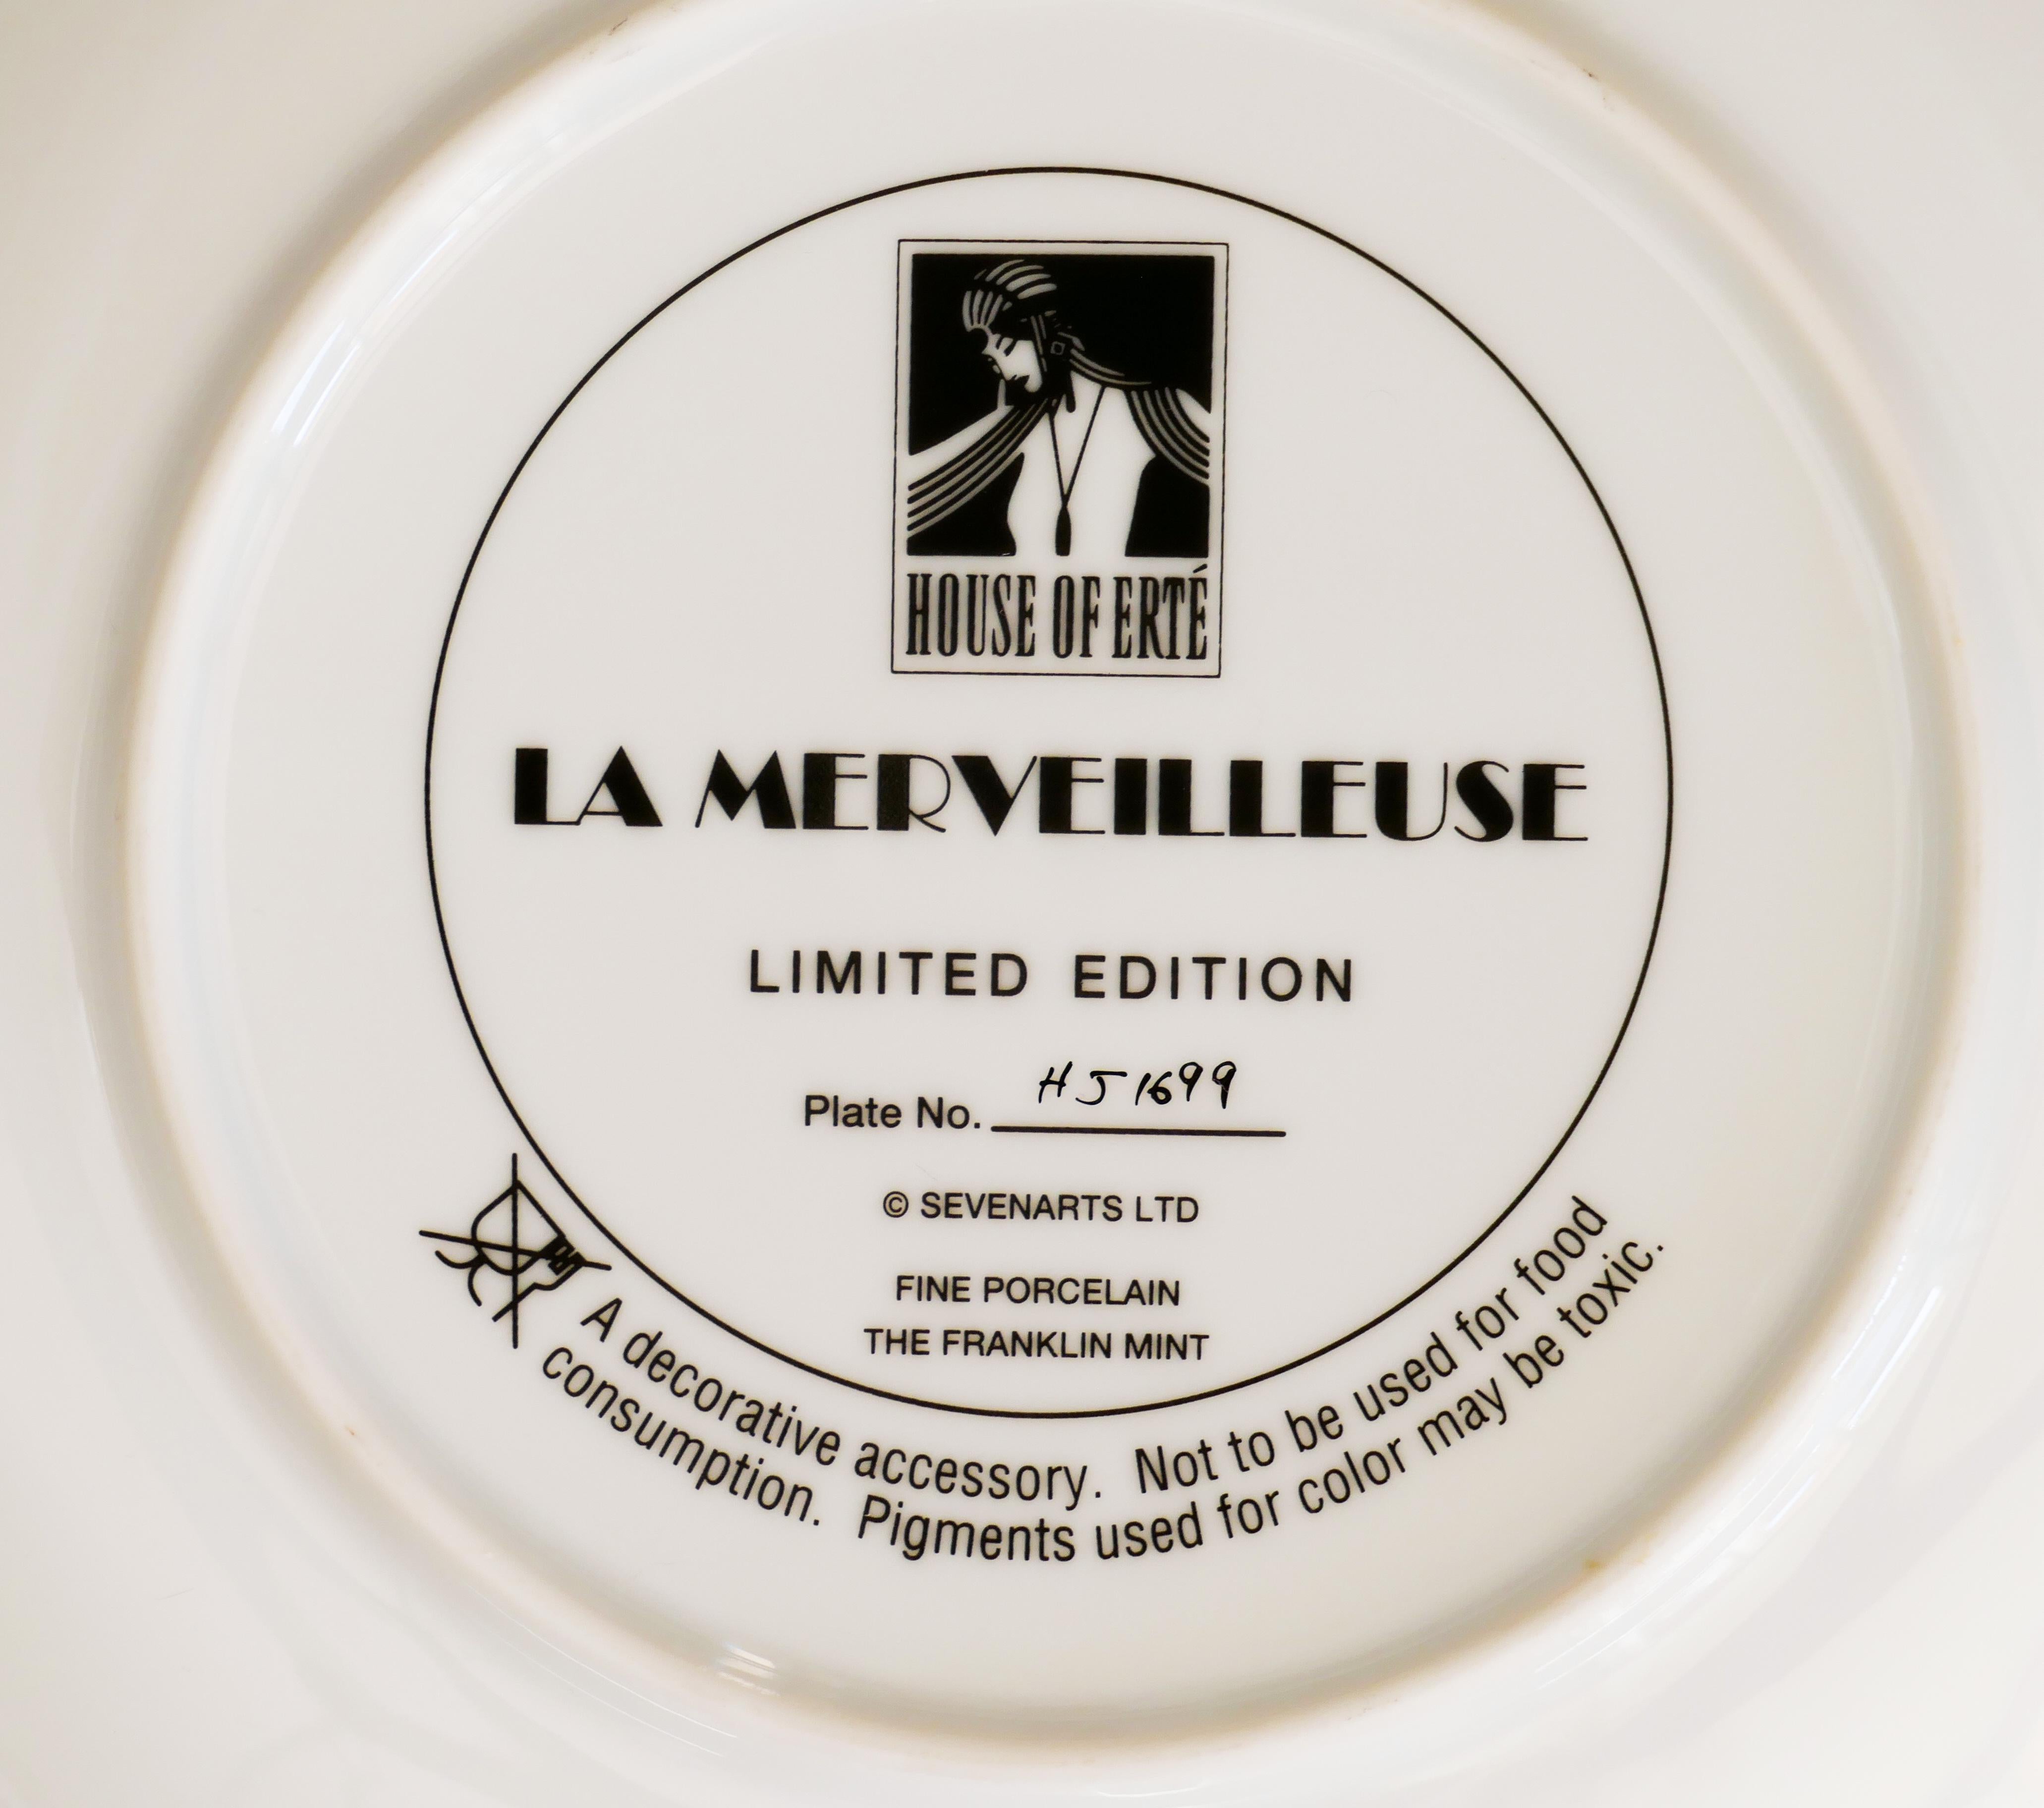 HOUSE OF ERTÉ
LA MERVEILLEUSE
LIMITED EDITION
Plate No. HJ1699
© SEVENARTS LTD
FINE PORCELAIN
THE FRANKLIN MINT
A decorative accessory. Not to be used for food
consumption. Pigments used for color may be toxic.